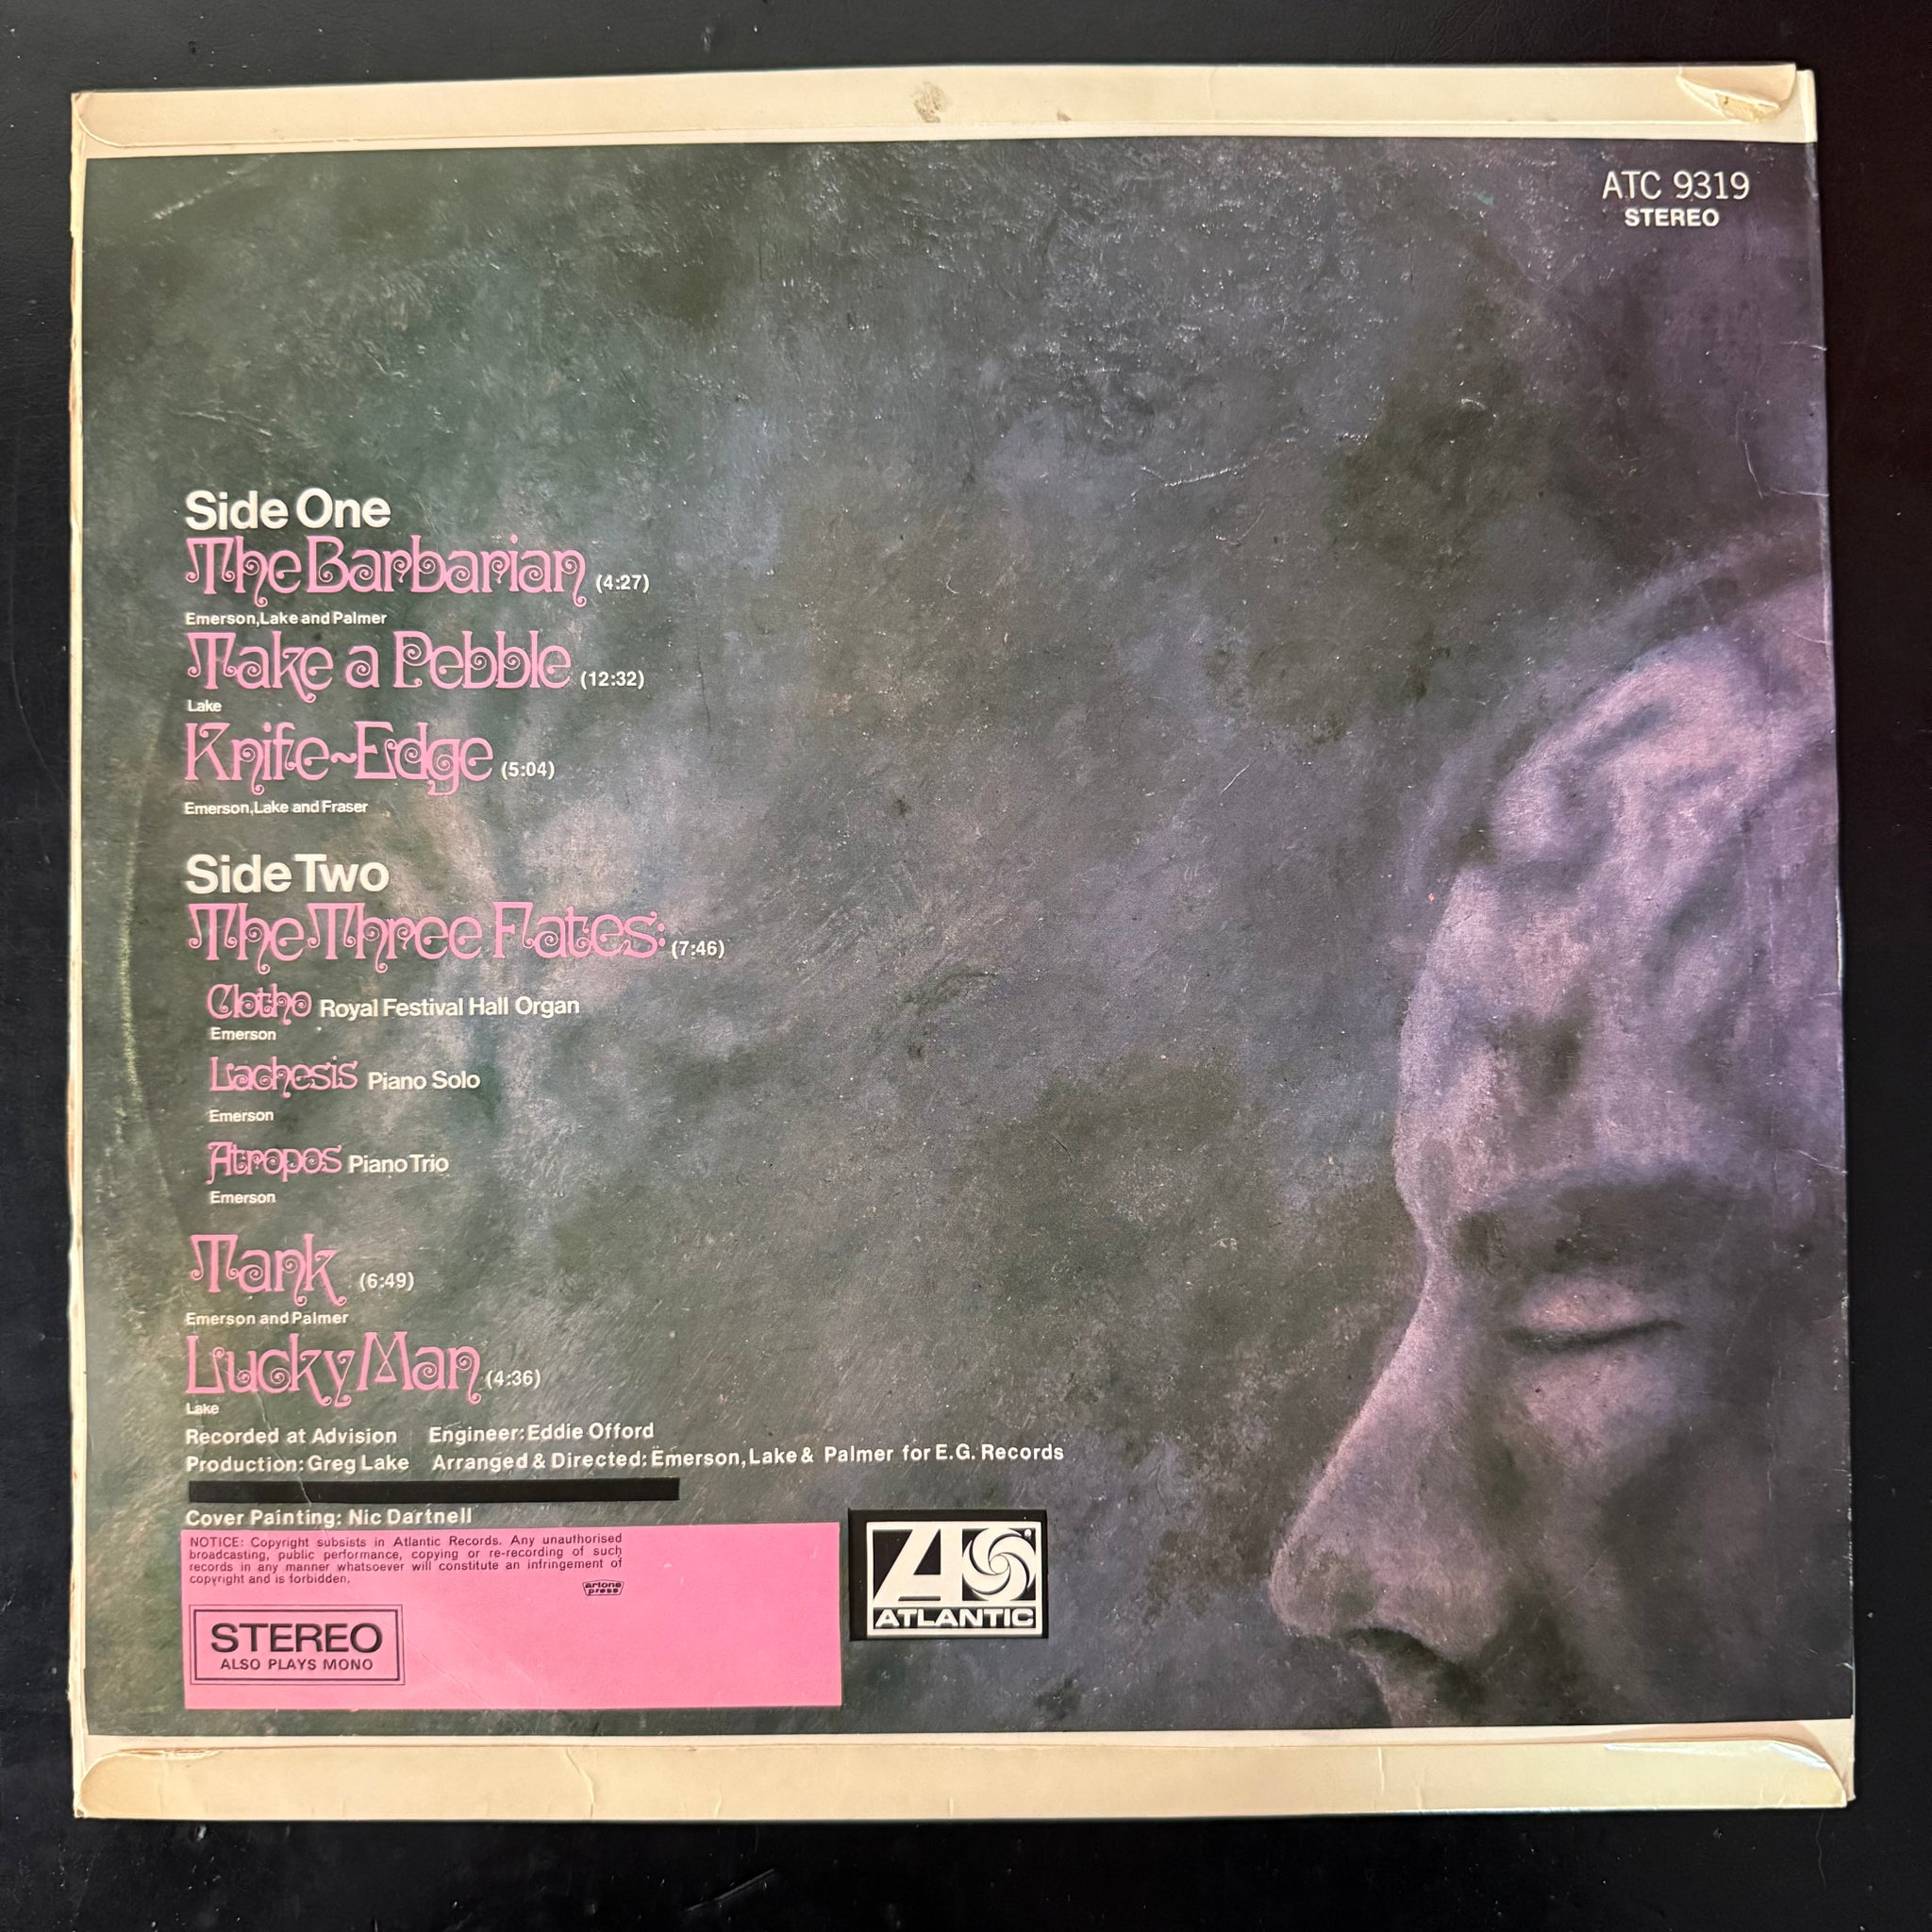 ATC 9319
STEREO
Side One
The Barbarian (4:27)
Emerson,Lake and Palmer
Take a Pebble (12:32)
Lake
Knife~Edge (5:04)
Emerson,Lake and Fraser
Side Two
The Three Fates: (7:46)
Clotho Royal Festival Hall Organ
Emerson
Lachesis Piano Solo
Emerson
Atropos Piano Trio
Emerson
Tank (6:49)
Emerson and Palmer
Lucky Man (4:36)
Lake
Recorded at Advision Engineer:Eddie Offord
Production:Greg Lake Arranged & Directed:Emerson,Lake & Palmer for E.G. Records
Cover Painting: Nic Dartnell
NOTICE: Copyright subsists in Atlantic Records. Any unauthorised
broadcasting, public performance, copying or re-recording of such
records in any manner whatsoever will constitute an infringement of
copyright and is forbidden.
artone
press
STEREO
ALSO PLAYS MONO
ATLANTIC